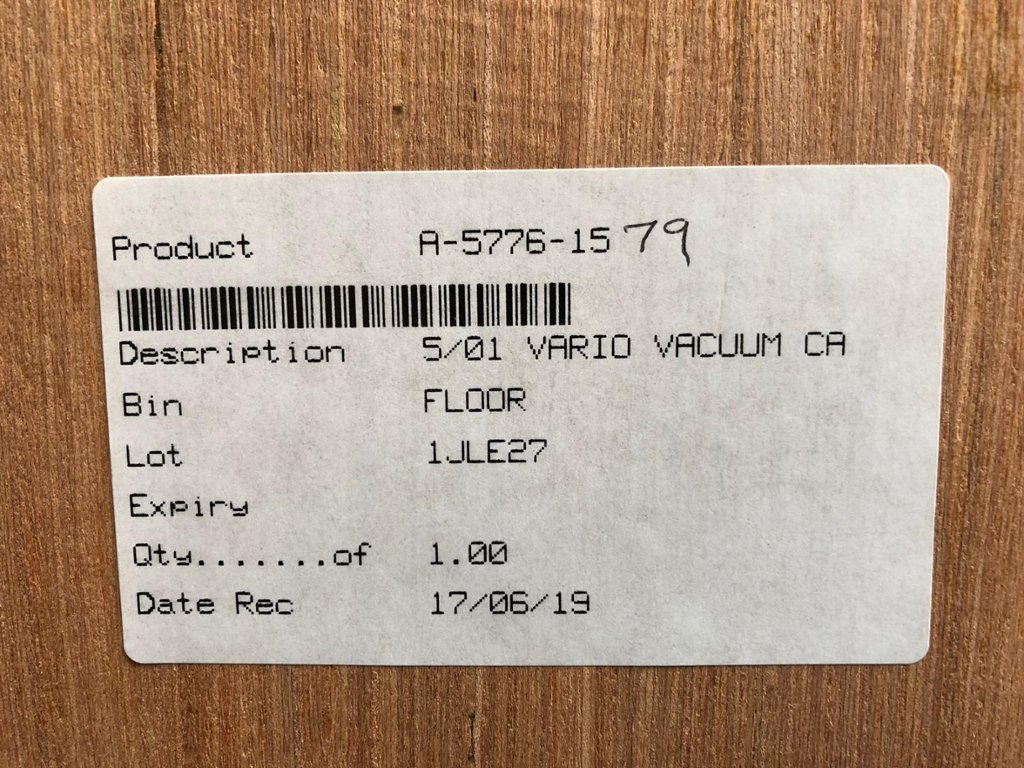 Product A-5776-15 79
Description 5/01 VARIO VACUUM CA
Bin FLOOR
Lot 1JLE27
Expiry
Qty.......of 1.00
Date Rec 17/06/19